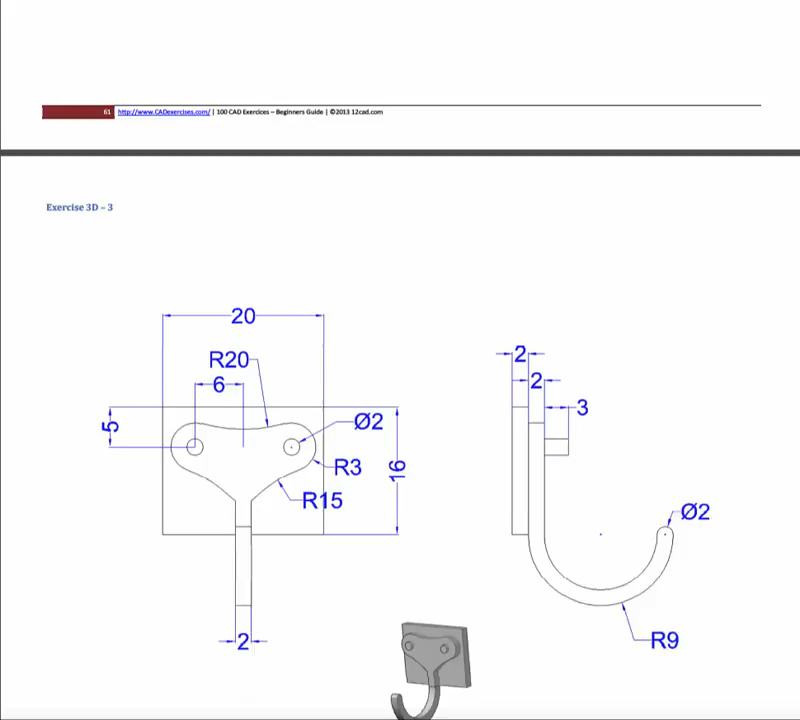 61 http://www.CADexercises.com/ | 100 CAD Exercices – Beginners Guide | ©2013 12cad.com
Exercise 3D – 3
20
R20
6
5
Ø2
R3
16
R15
2
2
2
3
Ø2
R9